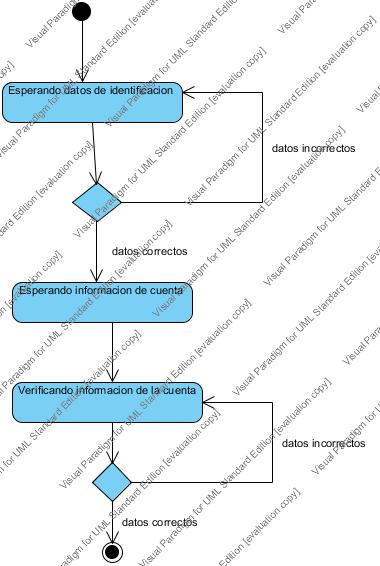 Esperando datos de identificacion
datos incorrectos
datos correctos
Esperando informacion de cuenta
Verificando informacion de la cuenta
datos incorrectos
datos correctos
Visual Paradigm for UML Standard Edition [evaluation copy]